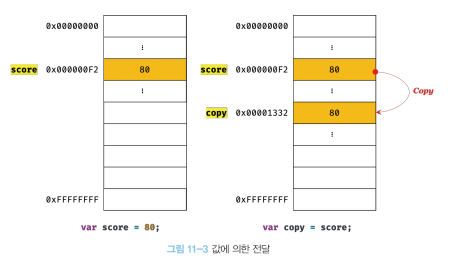 0x00000000
⋮
score 0x000000F2 80
⋮
0xFFFFFFFF
var score = 80;
0x00000000
⋮
score 0x000000F2 80
Copy
⋮
copy 0x00001332 80
⋮
0xFFFFFFFF
var copy = score;
그림 11-3 값에 의한 전달